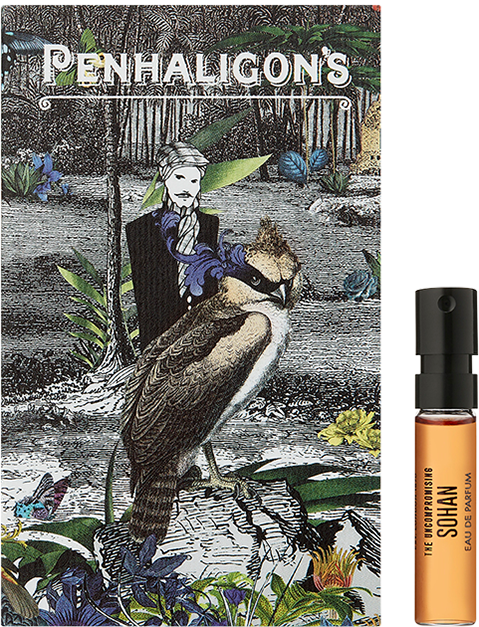 PENHALIGON'S
THE UNCOMPROMISING
SOHAN
EAU DE PARFUM